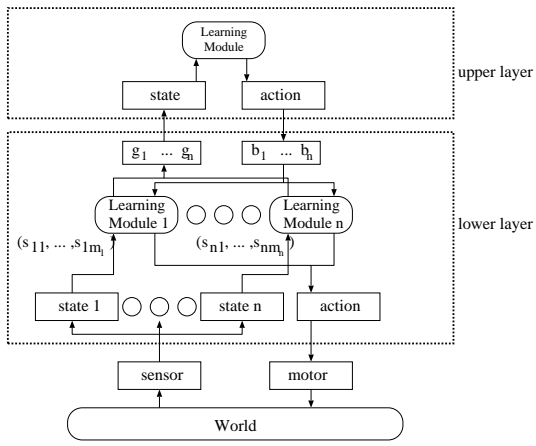 Learning
Module
upper layer
state
action
g1 ... gn
b1 ... bn
Learning
Module 1
Learning
Module n
lower layer
(s11, ... ,s1m1)
(sn1, ... ,snmn)
state 1
state n
action
sensor
motor
World